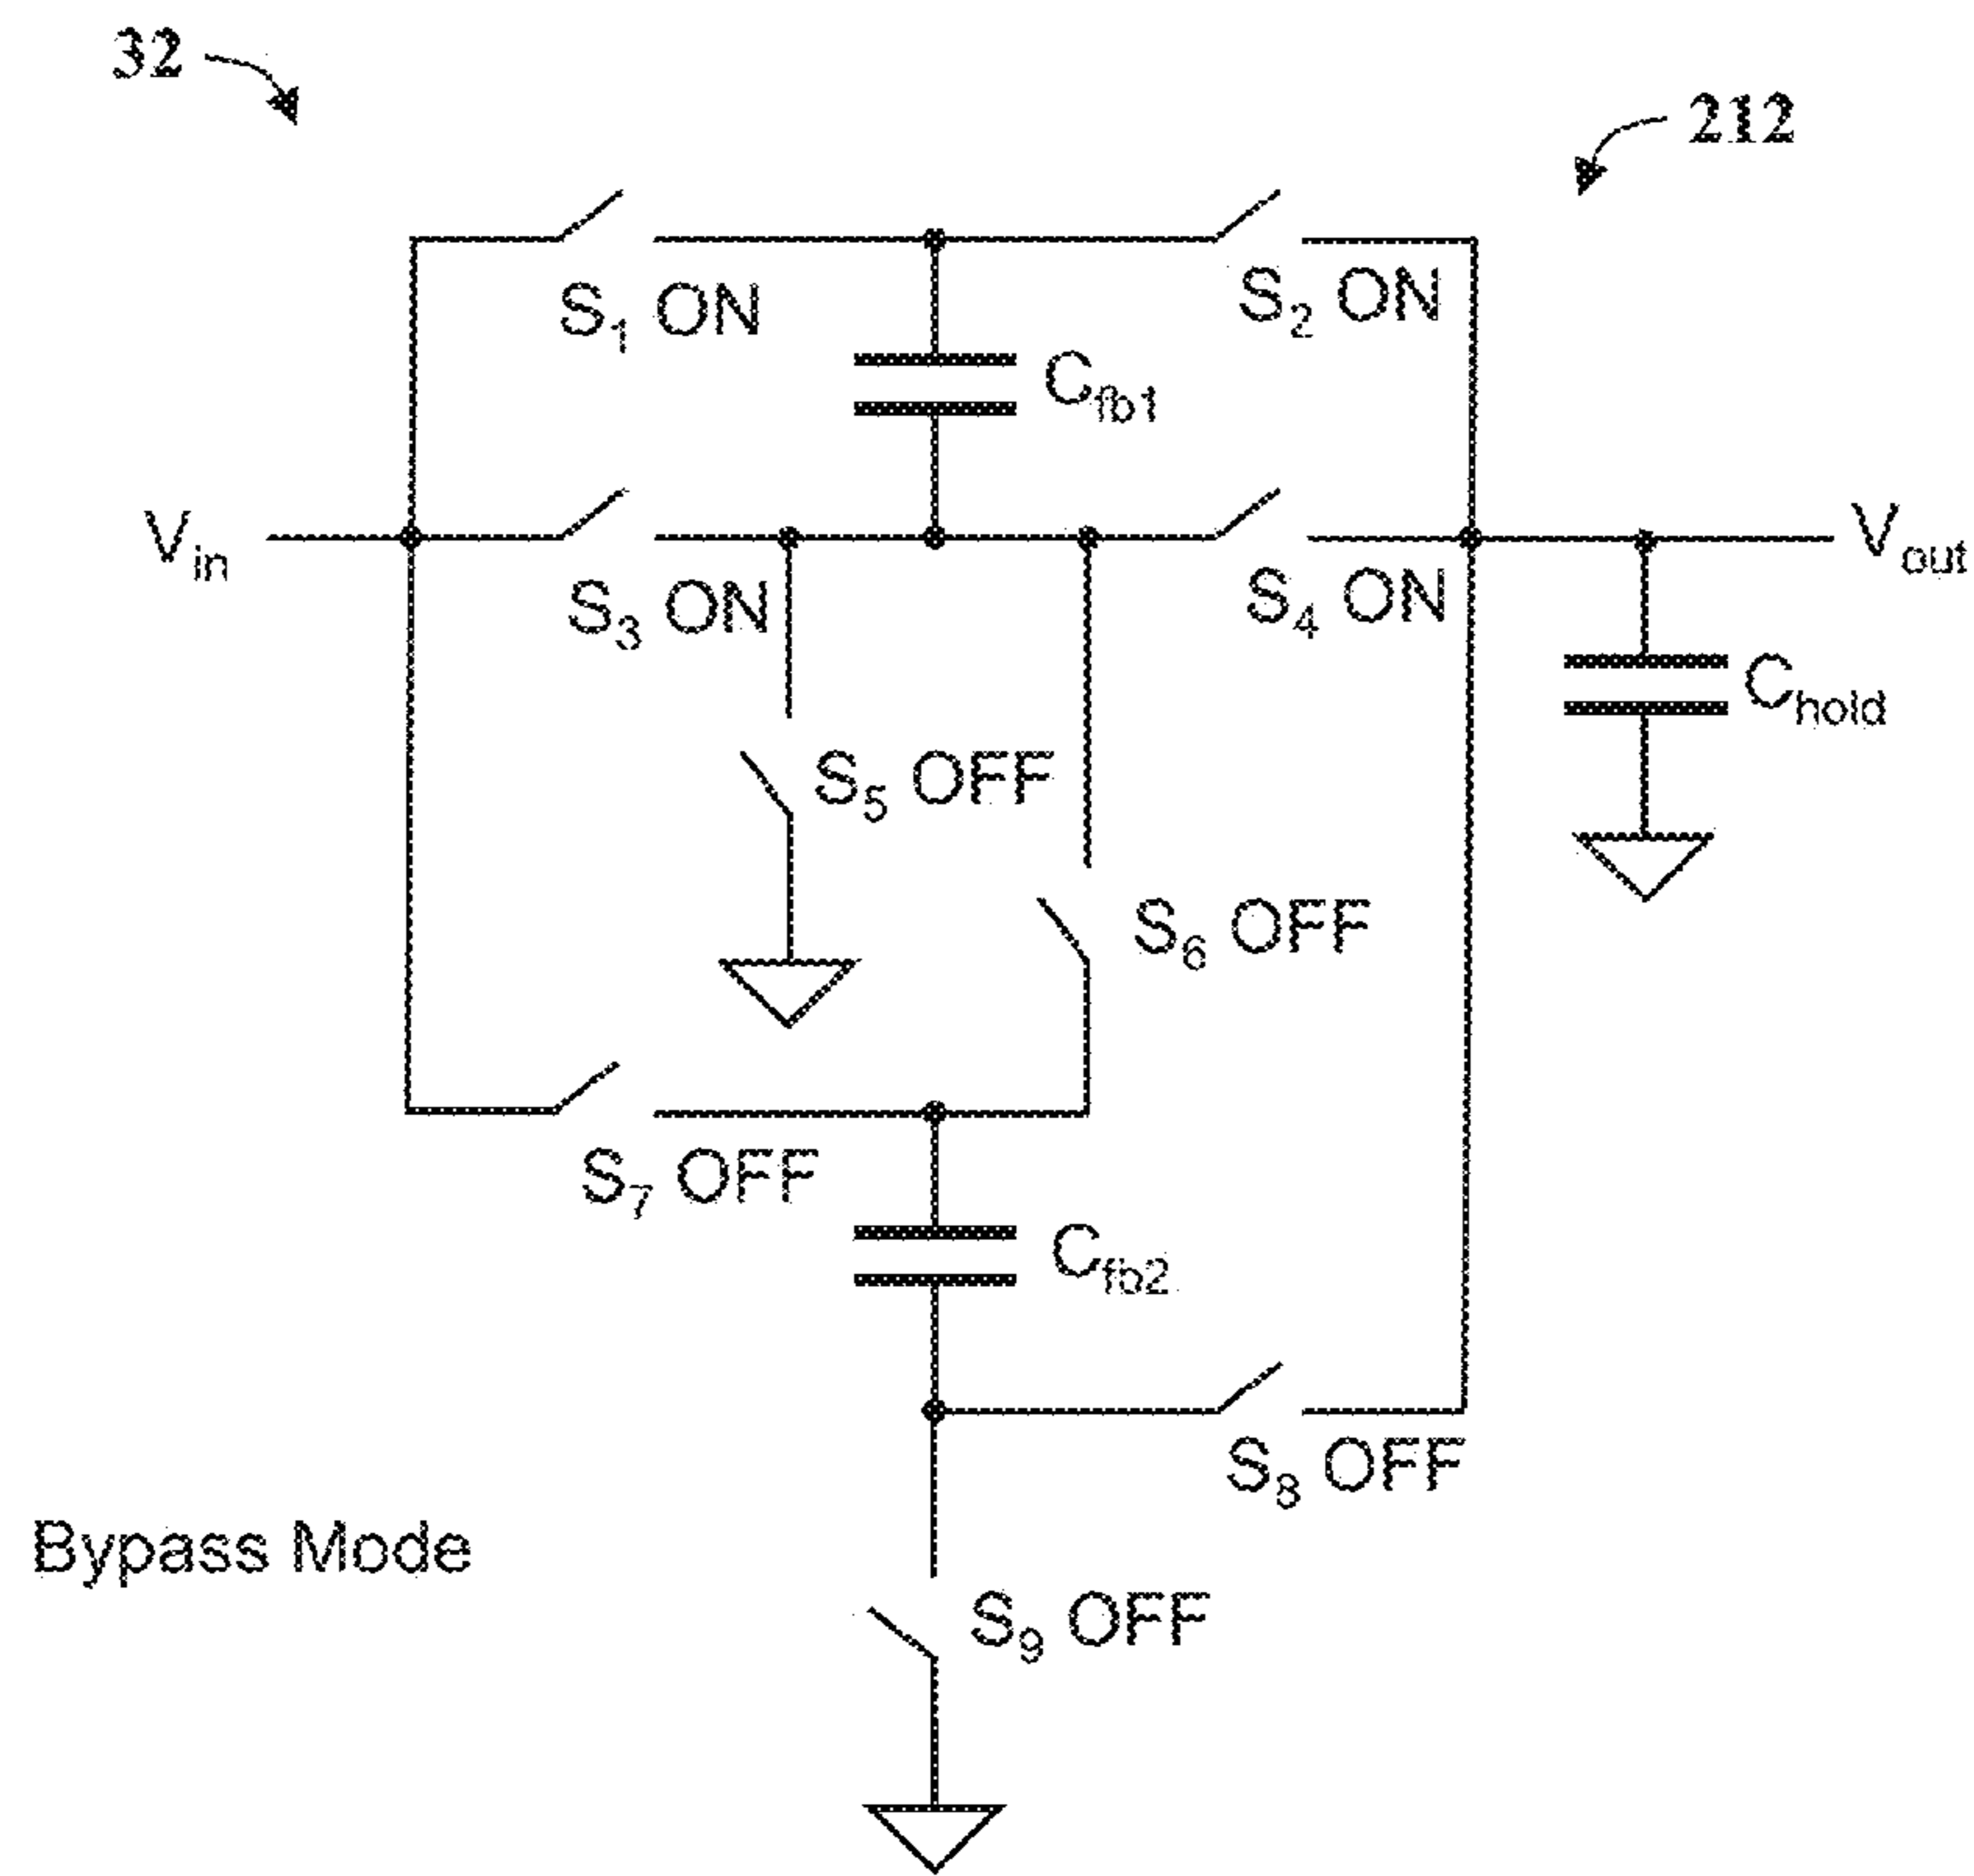 32
212
S1 ON
S2 ON
Cfb1
Vin
Vout
S3 ON
S4 ON
Chold
S5 OFF
S6 OFF
S7 OFF
Cfb2
S8 OFF
Bypass Mode
S9 OFF